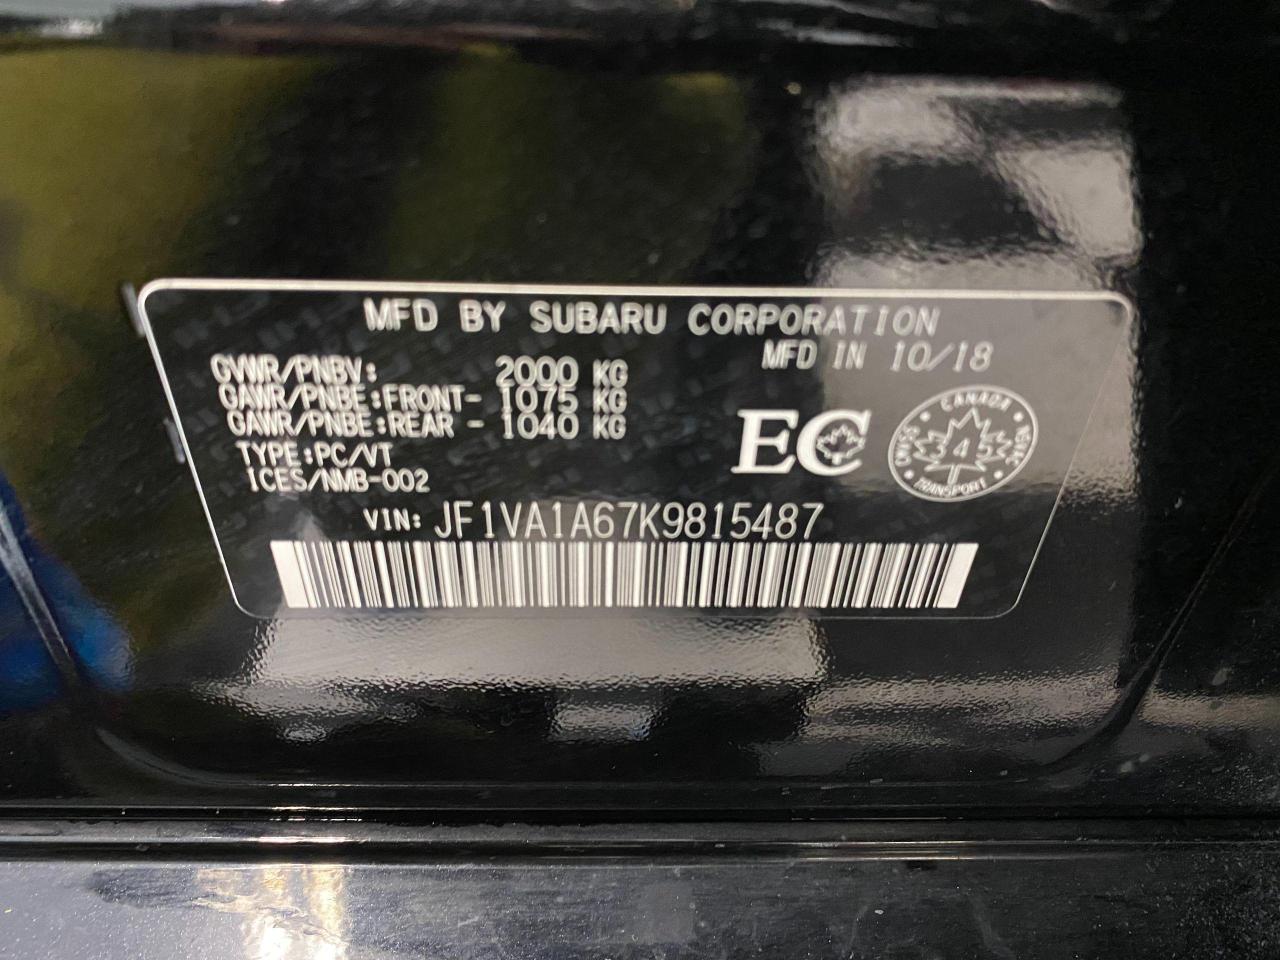 MFD BY SUBARU CORPORATION
MFD IN 10/18
GVWR/PNBV: 2000 KG
GAWR/PNBE:FRONT- 1075 KG
GAWR/PNBE:REAR - 1040 KG
TYPE:PC/VT
ICES/NMB-002
EC
CANADA
345
TRANSPORT
VIN: JF1VA1A67K9815487